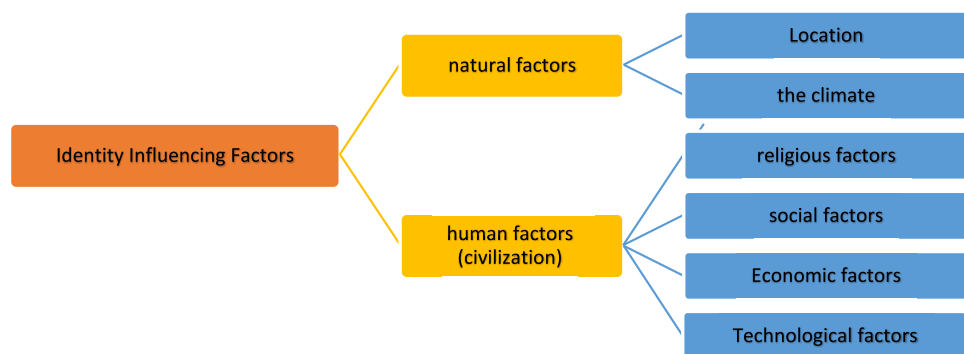 Identity Influencing Factors
natural factors
Location
the climate
human factors
(civilization)
religious factors
social factors
Economic factors
Technological factors